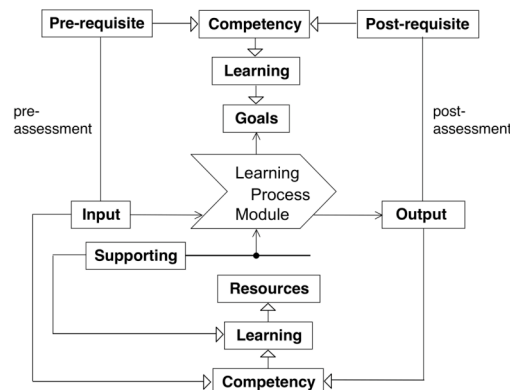 Pre-requisite
Competency
Post-requisite
Learning
Goals
pre-
assessment
post-
assessment
Learning
Process
Module
Input
Output
Supporting
Resources
Learning
Competency